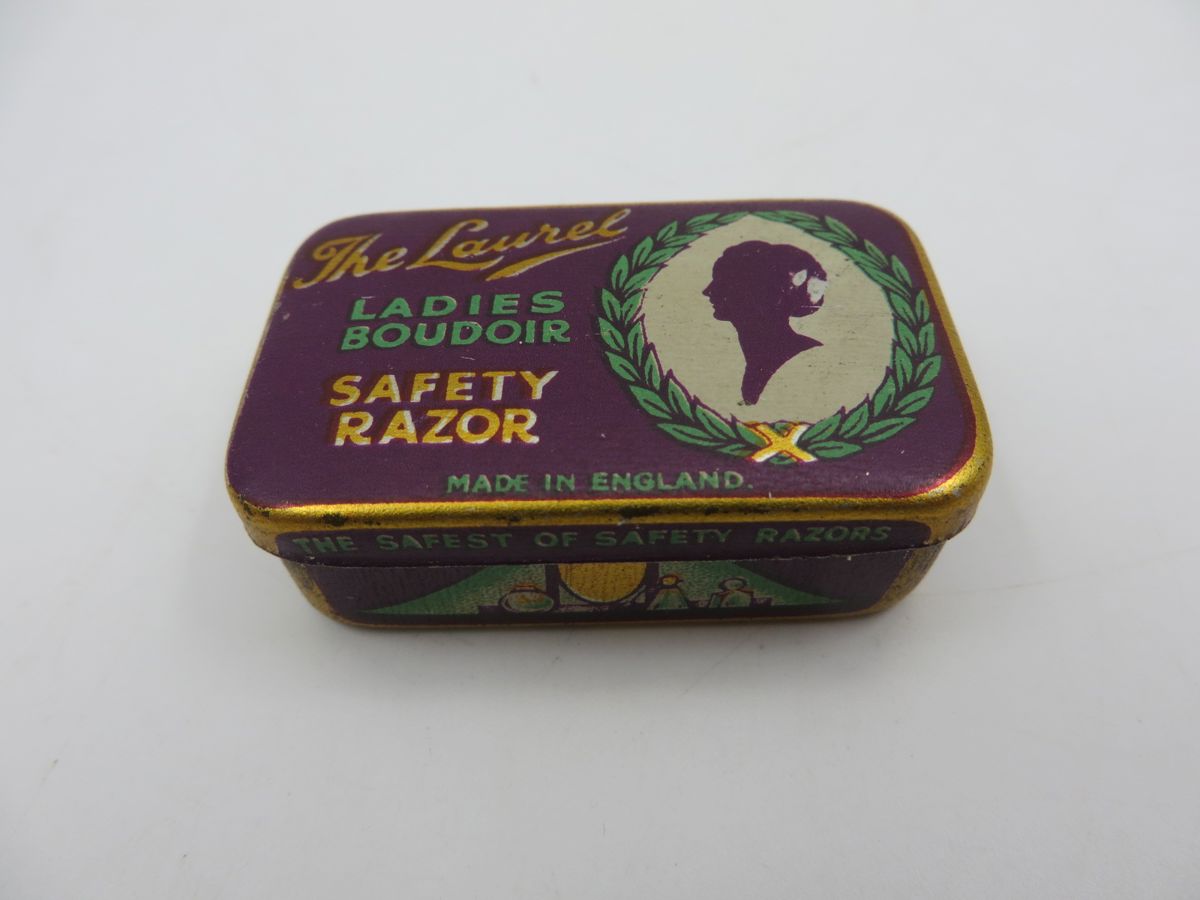 The Laurel
LADIES
BOUDOIR
SAFETY
RAZOR
MADE IN ENGLAND.
THE SAFEST OF SAFETY RAZORS